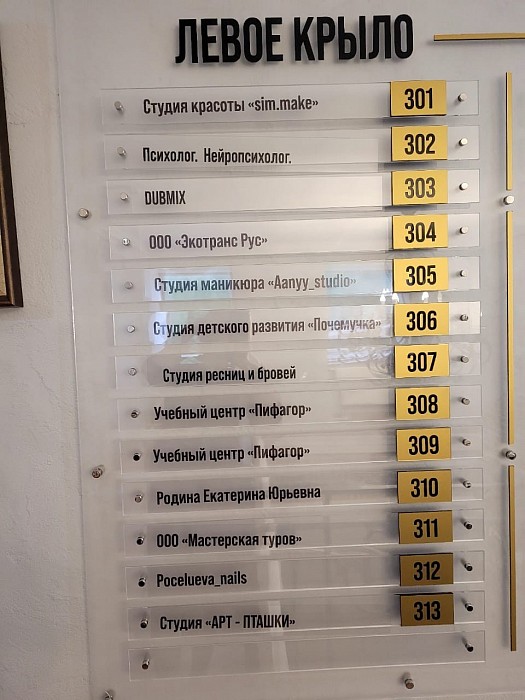 ЛЕВОЕ КРЫЛО
Студия красоты «sim.make» 301
Психолог. Нейропсихолог. 302
DUBMIX 303
ООО «Экотранс Рус» 304
Студия маникюра «Aanyy_studio» 305
Студия детского развития «Почемучка» 306
Студия ресниц и бровей 307
Учебный центр «Пифагор» 308
Учебный центр «Пифагор» 309
Родина Екатерина Юрьевна 310
ООО «Мастерская туров» 311
Pocelueva_nails 312
Студия «АРТ - ПТАШКИ» 313